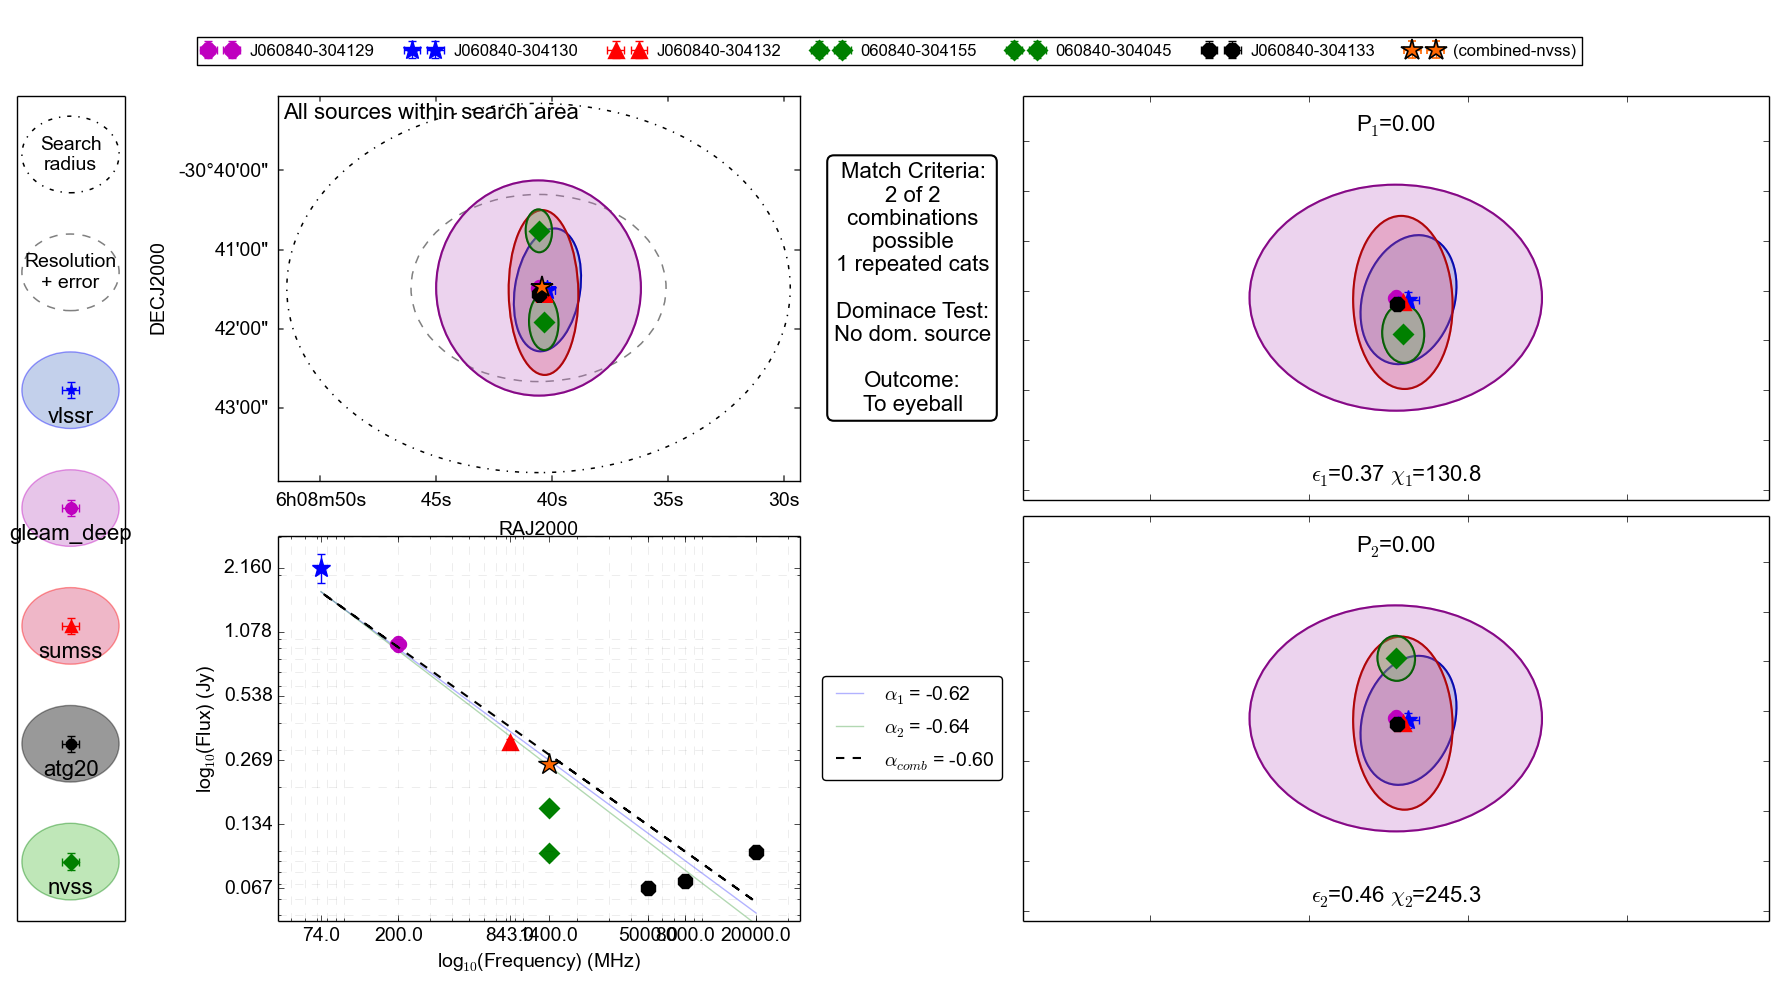 J060840-304129 J060840-304130 J060840-304132 060840-304155 060840-304045 J060840-304133 (combined-nvss)
Search
radius
Resolution
+ error
vlssr
gleam_deep
sumss
atg20
nvss
All sources within search area
DECJ2000
-30°40'00"
41'00"
42'00"
43'00"
6h08m50s 45s 40s 35s 30s
RAJ2000
Match Criteria:
2 of 2
combinations
possible
1 repeated cats
Dominace Test:
No dom. source
Outcome:
To eyeball
P1=0.00
ϵ1=0.37 χ1=130.8
log10(Flux) (Jy)
2.160
1.078
0.538
0.269
0.134
0.067
74.0 200.0 843.0 1400.0 5000.0 8000.0 20000.0
log10(Frequency) (MHz)
α1 = -0.62
α2 = -0.64
αcomb = -0.60
P2=0.00
ϵ2=0.46 χ2=245.3